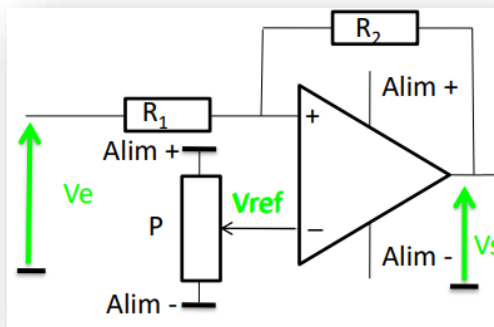 R2
Alim +
R1
+
Alim +
Ve
Vref
P
−
Vs
Alim -
Alim -